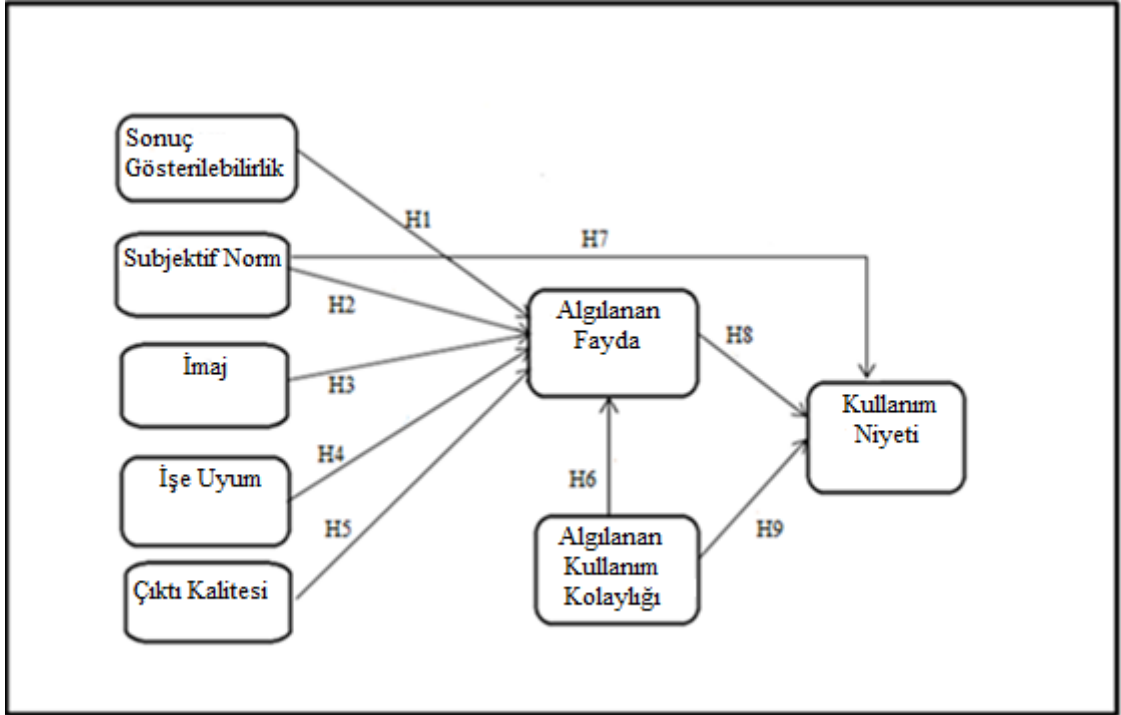 Sonuç
Gösterilebilirlik
H1
Subjektif Norm
H7
H2
Algılanan
Fayda
H8
İmaj
H3
Kullanım
Niyeti
H4
İşe Uyum
H6
H5
H9
Algılanan
Kullanım
Kolaylığı
Çıktı Kalitesi